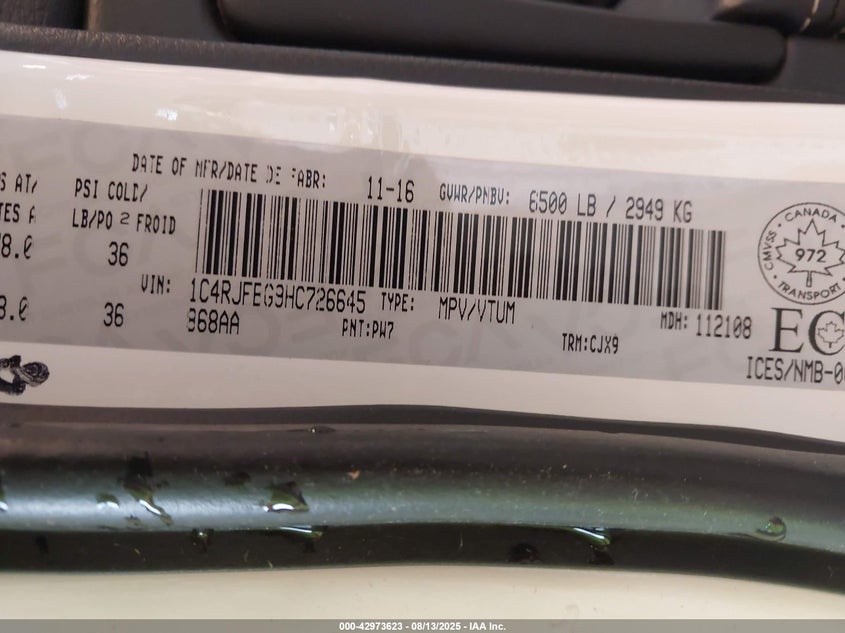 DATE OF MFR/DATE DE FABR: 11-16 GVWR/PNBV: 6500 LB / 2949 KG
S AT/ PSI COLD/
TES A LB/PO 2 FROID
78.0 36
VIN: 1C4RJFEG9HC726645 TYPE: MPV/VTUM MDH: 112108
8.0 36 868AA PNT:PW7 TRM:CJX9
CANADA
CMVSS 972
TRANSPORT
EC
ICES/NMB-00
000-42973623 - 08/13/2025 - IAA Inc.